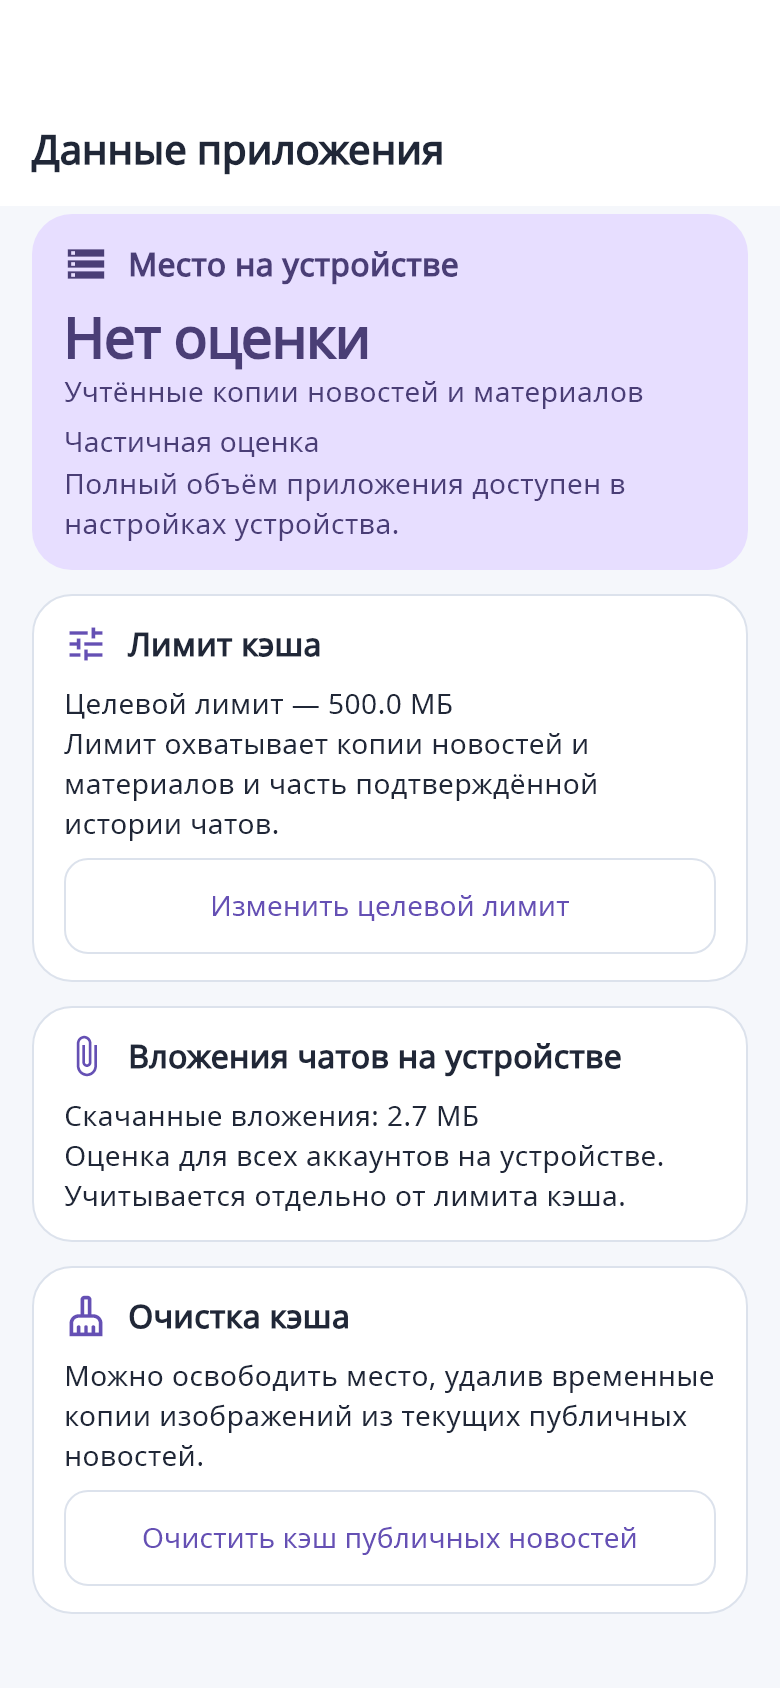 Данные приложения
Место на устройстве
Нет оценки
Учтённые копии новостей и материалов
Частичная оценка
Полный объём приложения доступен в
настройках устройства.
Лимит кэша
Целевой лимит — 500.0 МБ
Лимит охватывает копии новостей и
материалов и часть подтверждённой
истории чатов.
Изменить целевой лимит
Вложения чатов на устройстве
Скачанные вложения: 2.7 МБ
Оценка для всех аккаунтов на устройстве.
Учитывается отдельно от лимита кэша.
Очистка кэша
Можно освободить место, удалив временные
копии изображений из текущих публичных
новостей.
Очистить кэш публичных новостей